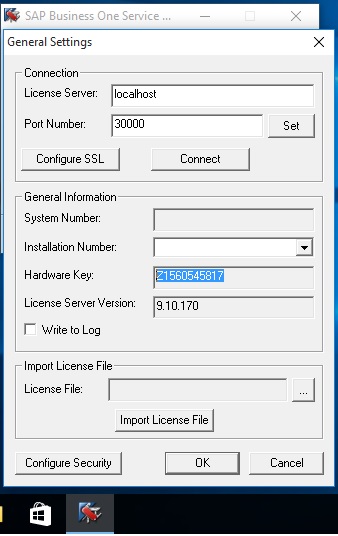 SAP Business One Service ...
General Settings
Connection
License Server: localhost
Port Number: 30000 Set
Configure SSL Connect
General Information
System Number:
Installation Number:
Hardware Key: Z1560545817
License Server Version: 9.10.170
Write to Log
Import License File
License File: ...
Import License File
Configure Security OK Cancel